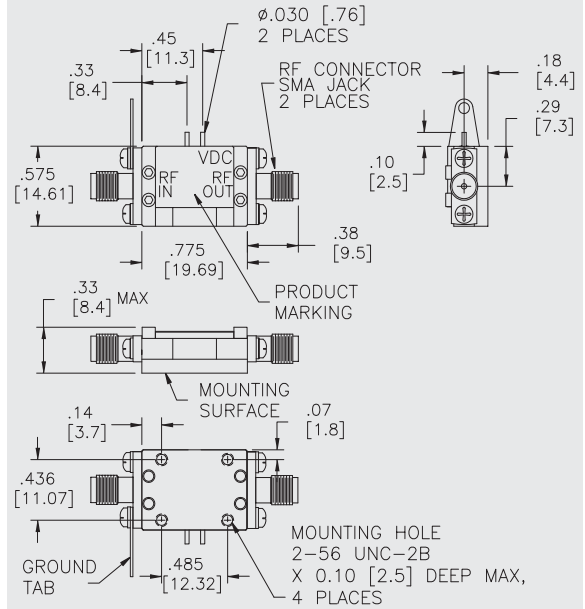 ø.030 [.76]
2 PLACES
.45
[11.3]
.33
[8.4]
RF CONNECTOR
SMA JACK
2 PLACES
.18
[4.4]
.29
[7.3]
.10
[2.5]
.575
[14.61]
VDC
RF
IN
RF
OUT
.775
[19.69]
.38
[9.5]
PRODUCT
MARKING
.33
[8.4] MAX
MOUNTING
SURFACE
.14
[3.7]
.07
[1.8]
.436
[11.07]
GROUND
TAB
.485
[12.32]
MOUNTING HOLE
2-56 UNC-2B
X 0.10 [2.5] DEEP MAX,
4 PLACES